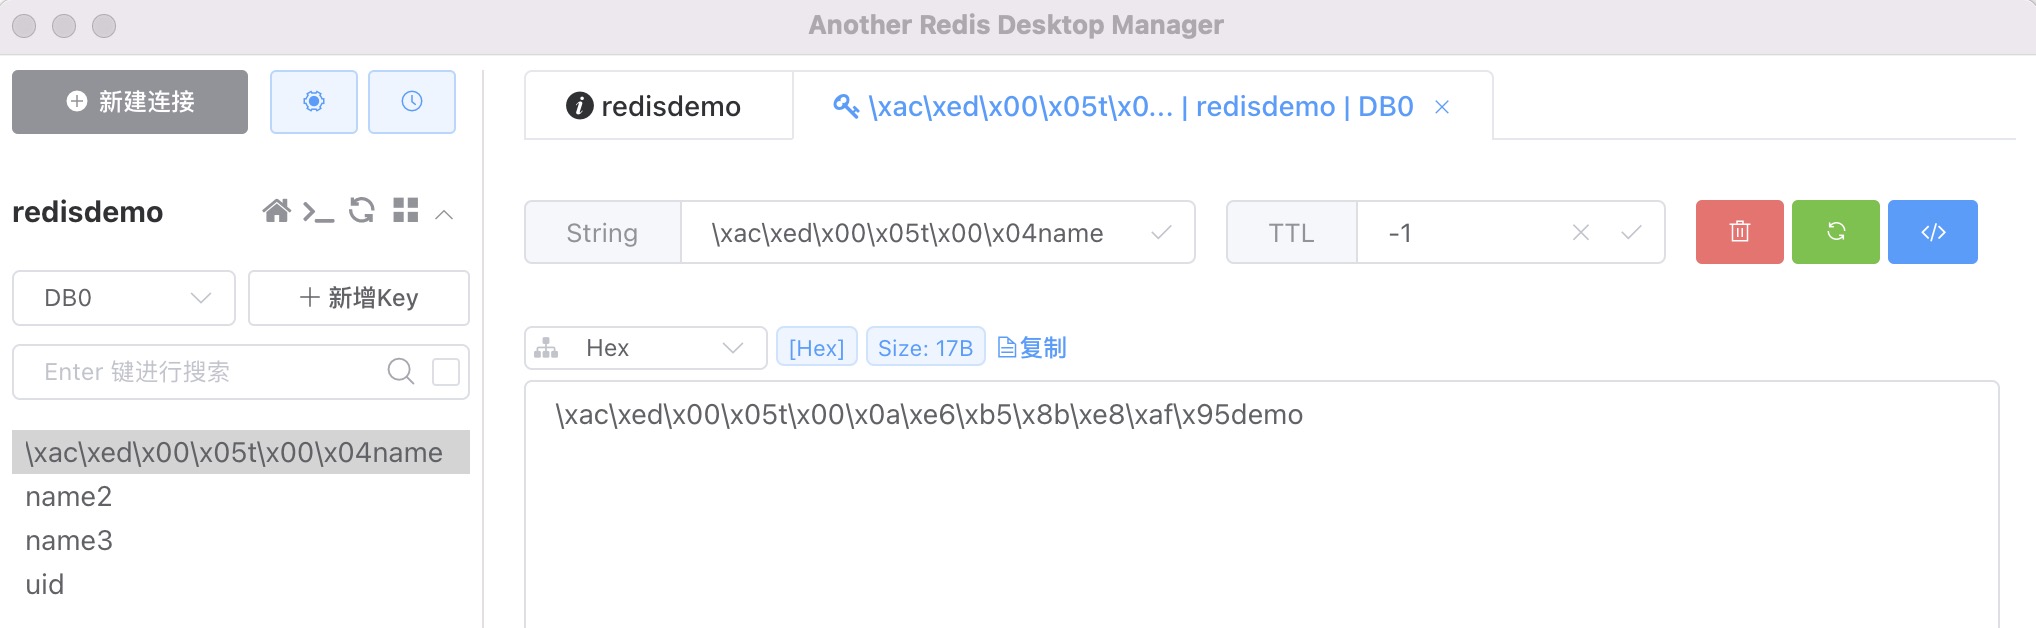 Another Redis Desktop Manager
新建连接
redisdemo
\xac\xed\x00\x05t\x0... | redisdemo | DB0
redisdemo
String \xac\xed\x00\x05t\x00\x04name
TTL -1
DB0
新增Key
Hex [Hex] Size: 17B 复制
Enter 键进行搜索
\xac\xed\x00\x05t\x00\x0a\xe6\xb5\x8b\xe8\xaf\x95demo
\xac\xed\x00\x05t\x00\x04name
name2
name3
uid